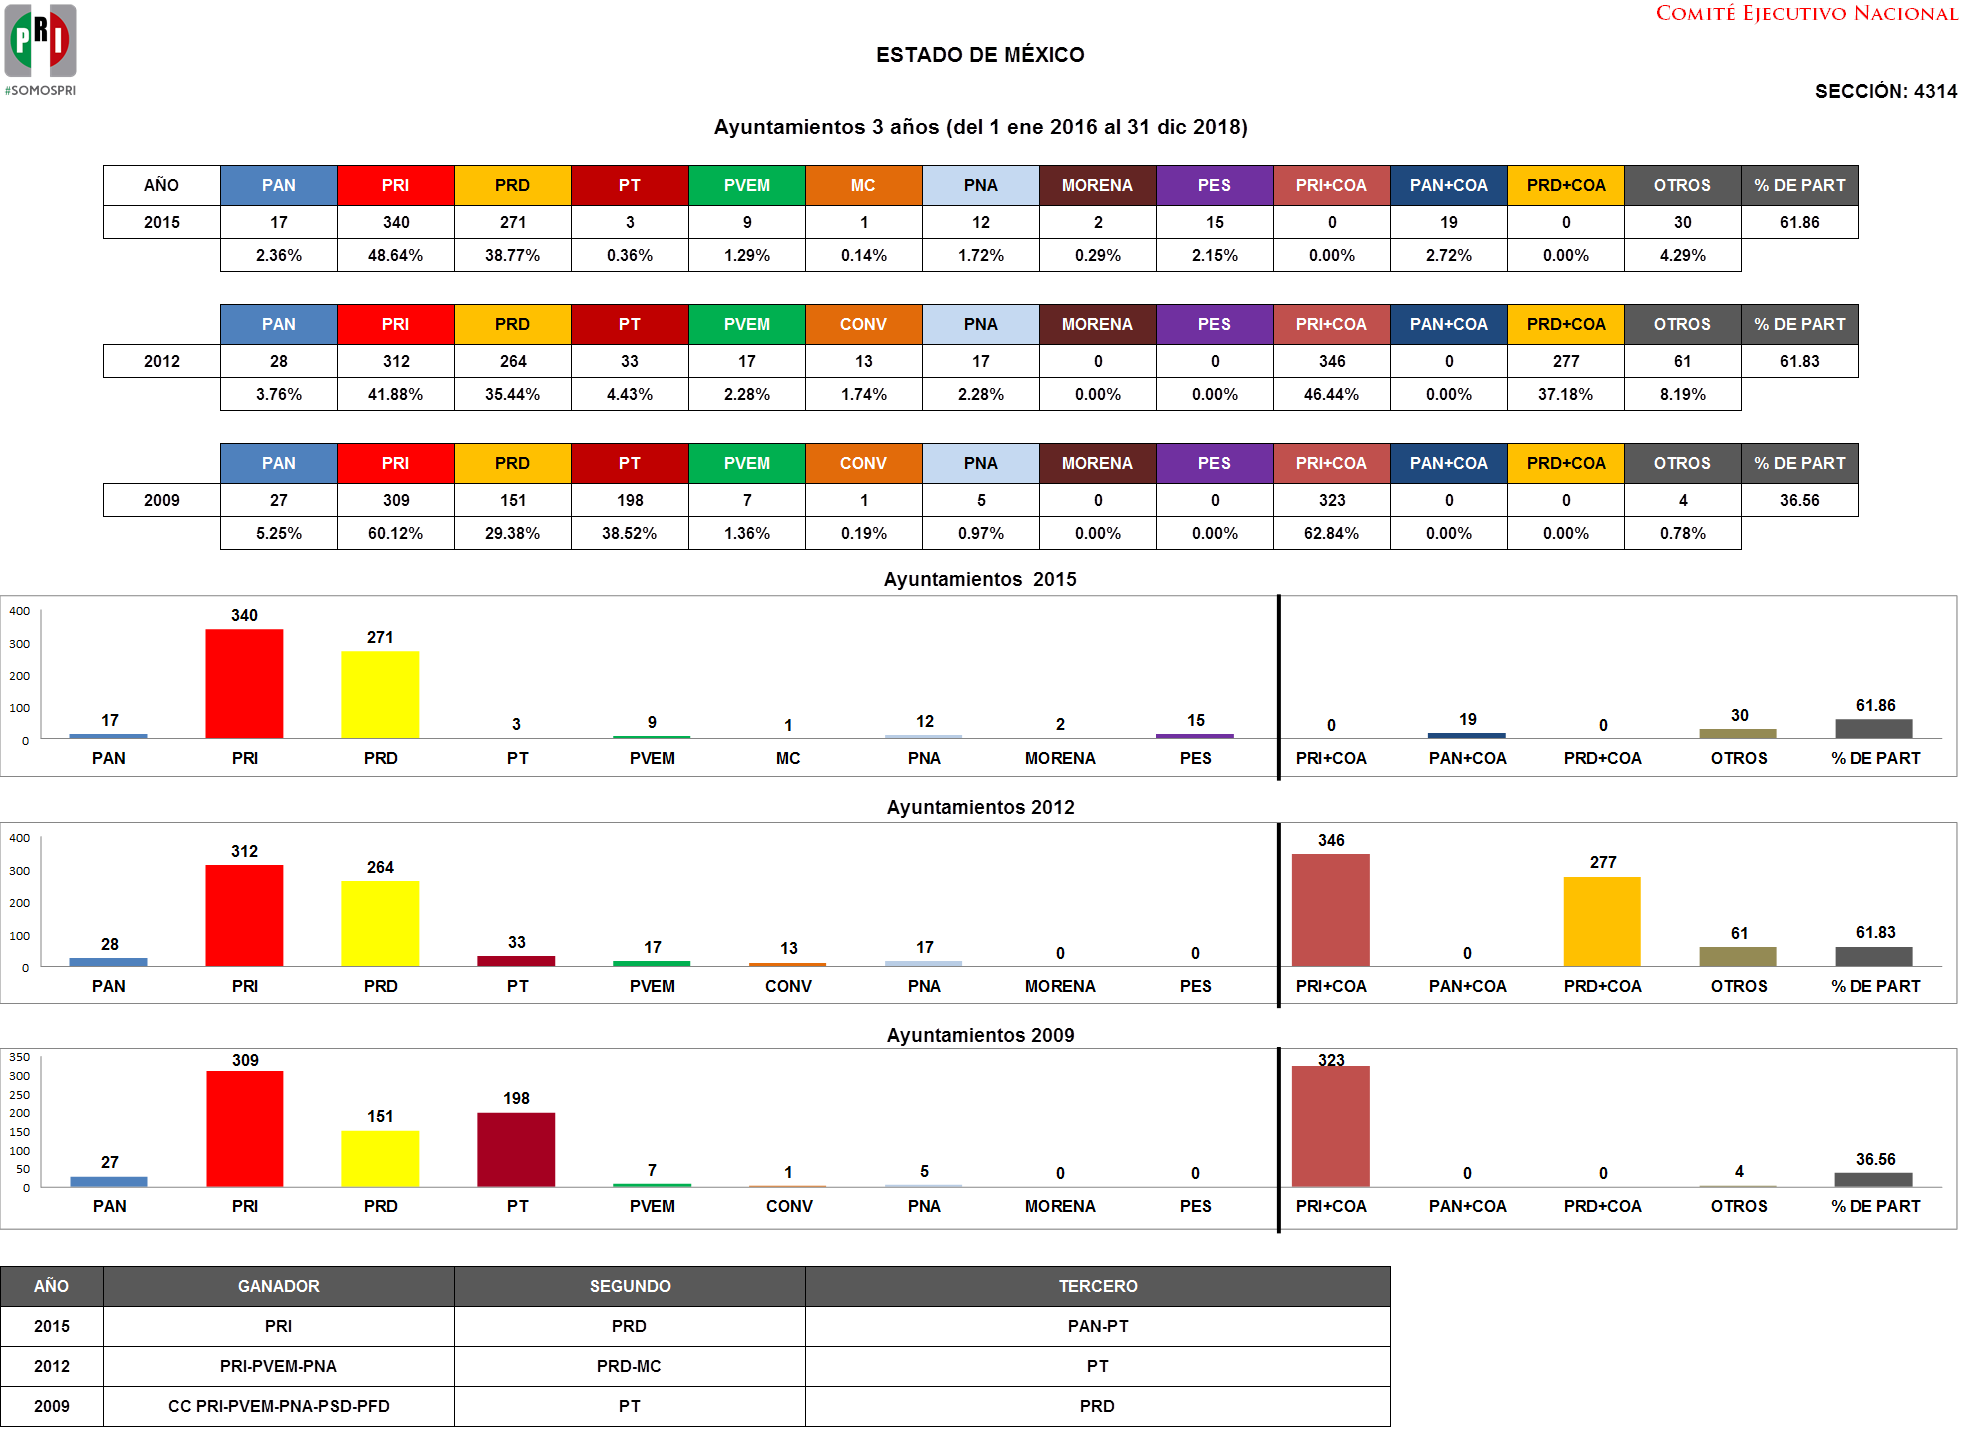 PRI
#SOMOSPRI
COMITÉ EJECUTIVO NACIONAL
ESTADO DE MÉXICO
SECCIÓN: 4314
Ayuntamientos 3 años (del 1 ene 2016 al 31 dic 2018)
AÑO PAN PRI PRD PT PVEM MC PNA MORENA PES PRI+COA PAN+COA PRD+COA OTROS % DE PART
2015 17 340 271 3 9 1 12 2 15 0 19 0 30 61.86
2.36% 48.64% 38.77% 0.36% 1.29% 0.14% 1.72% 0.29% 2.15% 0.00% 2.72% 0.00% 4.29%
PAN PRI PRD PT PVEM CONV PNA MORENA PES PRI+COA PAN+COA PRD+COA OTROS % DE PART
2012 28 312 264 33 17 13 17 0 0 346 0 277 61 61.83
3.76% 41.88% 35.44% 4.43% 2.28% 1.74% 2.28% 0.00% 0.00% 46.44% 0.00% 37.18% 8.19%
PAN PRI PRD PT PVEM CONV PNA MORENA PES PRI+COA PAN+COA PRD+COA OTROS % DE PART
2009 27 309 151 198 7 1 5 0 0 323 0 0 4 36.56
5.25% 60.12% 29.38% 38.52% 1.36% 0.19% 0.97% 0.00% 0.00% 62.84% 0.00% 0.00% 0.78%
Ayuntamientos 2015
400
300
200
100
0
17 340 271 3 9 1 12 2 15 0 19 0 30 61.86
PAN PRI PRD PT PVEM MC PNA MORENA PES PRI+COA PAN+COA PRD+COA OTROS % DE PART
Ayuntamientos 2012
400
300
200
100
0
28 312 264 33 17 13 17 0 0 346 0 277 61 61.83
PAN PRI PRD PT PVEM CONV PNA MORENA PES PRI+COA PAN+COA PRD+COA OTROS % DE PART
Ayuntamientos 2009
350
300
250
200
150
100
50
0
27 309 151 198 7 1 5 0 0 323 0 0 4 36.56
PAN PRI PRD PT PVEM CONV PNA MORENA PES PRI+COA PAN+COA PRD+COA OTROS % DE PART
AÑO GANADOR SEGUNDO TERCERO
2015 PRI PRD PAN-PT
2012 PRI-PVEM-PNA PRD-MC PT
2009 CC PRI-PVEM-PNA-PSD-PFD PT PRD